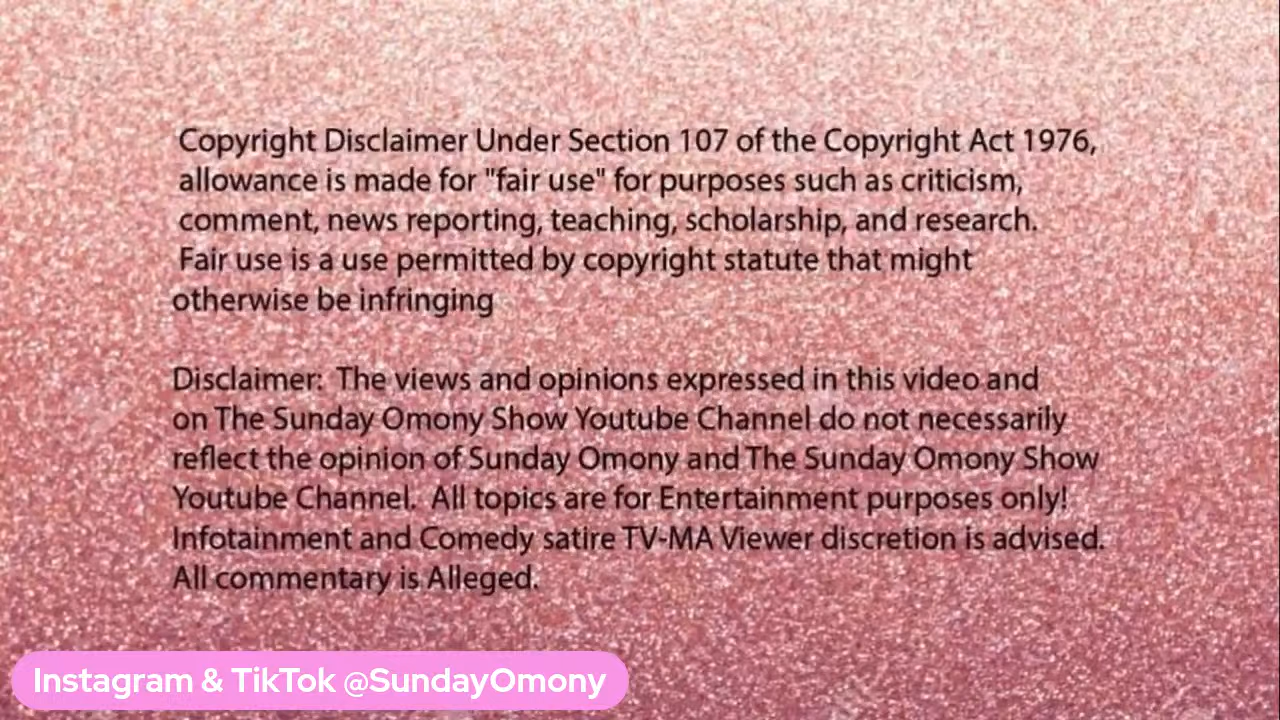 Copyright Disclaimer Under Section 107 of the Copyright Act 1976,
allowance is made for "fair use" for purposes such as criticism,
comment, news reporting, teaching, scholarship, and research.
Fair use is a use permitted by copyright statute that might
otherwise be infringing
Disclaimer: The views and opinions expressed in this video and
on The Sunday Omony Show Youtube Channel do not necessarily
reflect the opinion of Sunday Omony and The Sunday Omony Show
Youtube Channel. All topics are for Entertainment purposes only!
Infotainment and Comedy satire TV-MA Viewer discretion is advised.
All commentary is Alleged.
Instagram & TikTok @SundayOmony